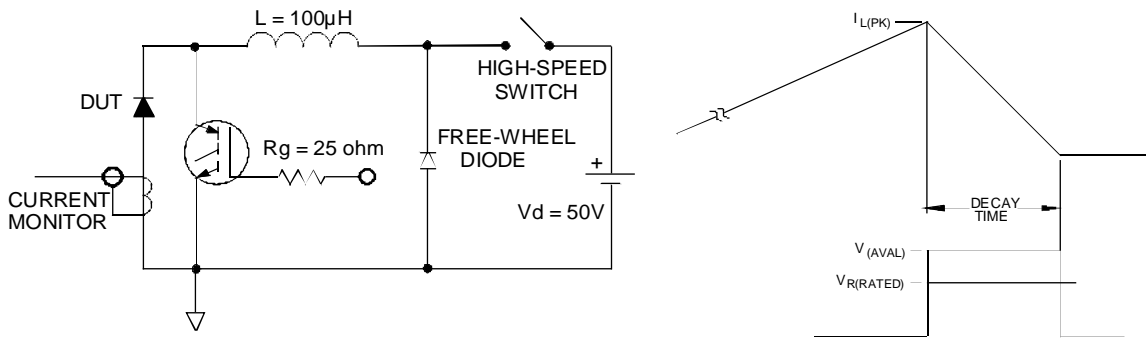 L = 100µH
HIGH-SPEED
SWITCH
DUT
FREE-WHEEL
DIODE
Rg = 25 ohm
+
CURRENT
MONITOR
Vd = 50V
I L(PK)
DECAY
TIME
V (AVAL)
V R(RATED)